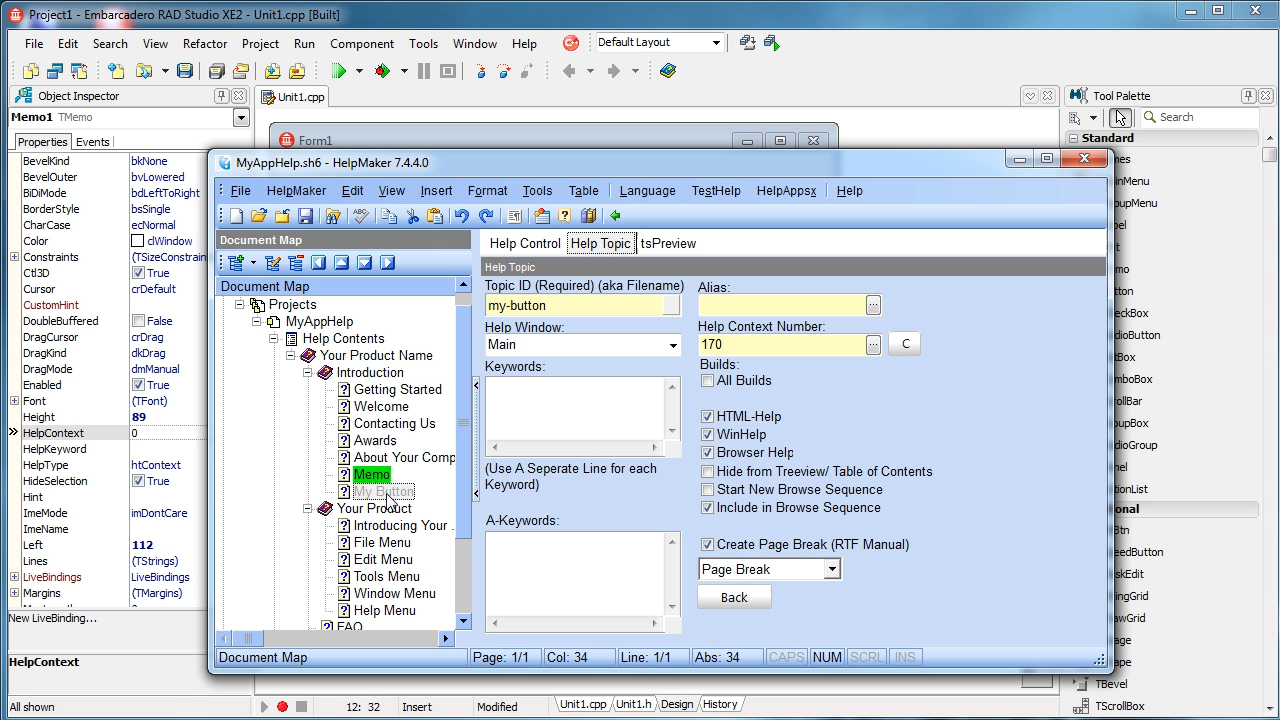 Project1 - Embarcadero RAD Studio XE2 - Unit1.cpp [Built]
File Edit Search View Refactor Project Run Component Tools Window Help Default Layout
Object Inspector
Unit1.cpp
Tool Palette
Memo1 TMemo
Search
Properties Events
Form1
Standard
BevelKind bkNone
BevelOuter bvLowered
BiDiMode bdLeftToRight
BorderStyle bsSingle
CharCase ecNormal
Color clWindow
Constraints (TSizeConstrain
Ctl3D True
Cursor crDefault
CustomHint
DoubleBuffered False
DragCursor crDrag
DragKind dkDrag
DragMode dmManual
Enabled True
Font (TFont)
Height 89
HelpContext 0
HelpKeyword
HelpType htContext
HideSelection True
Hint
ImeMode imDontCare
ImeName
Left 112
Lines (TStrings)
LiveBindings LiveBindings
Margins (TMargins)
New LiveBinding...
HelpContext
All shown
MyAppHelp.sh6 - HelpMaker 7.4.4.0
File HelpMaker Edit View Insert Format Tools Table Language TestHelp HelpAppsx Help
Document Map
Document Map
Projects
MyAppHelp
Help Contents
Your Product Name
Introduction
Getting Started
Welcome
Contacting Us
Awards
About Your Comp
Memo
My Button
Your Product
Introducing Your .
File Menu
Edit Menu
Tools Menu
Window Menu
Help Menu
FAQ
Help Control Help Topic tsPreview
Help Topic
Topic ID (Required) (aka Filename)
my-button
Alias:
Help Window:
Main
Help Context Number:
170
C
Keywords:
(Use A Seperate Line for each
Keyword)
A-Keywords:
Builds:
All Builds
HTML-Help
WinHelp
Browser Help
Hide from Treview/ Table of Contents
Start New Browse Sequence
Include in Browse Sequence
Create Page Break (RTF Manual)
Page Break
Back
Document Map Page: 1/1 Col: 34 Line: 1/1 Abs: 34 CAPS NUM SCRL INS
TBevel
TScrollBox
12: 32 Insert Modified Unit1.cpp Unit1.h Design History